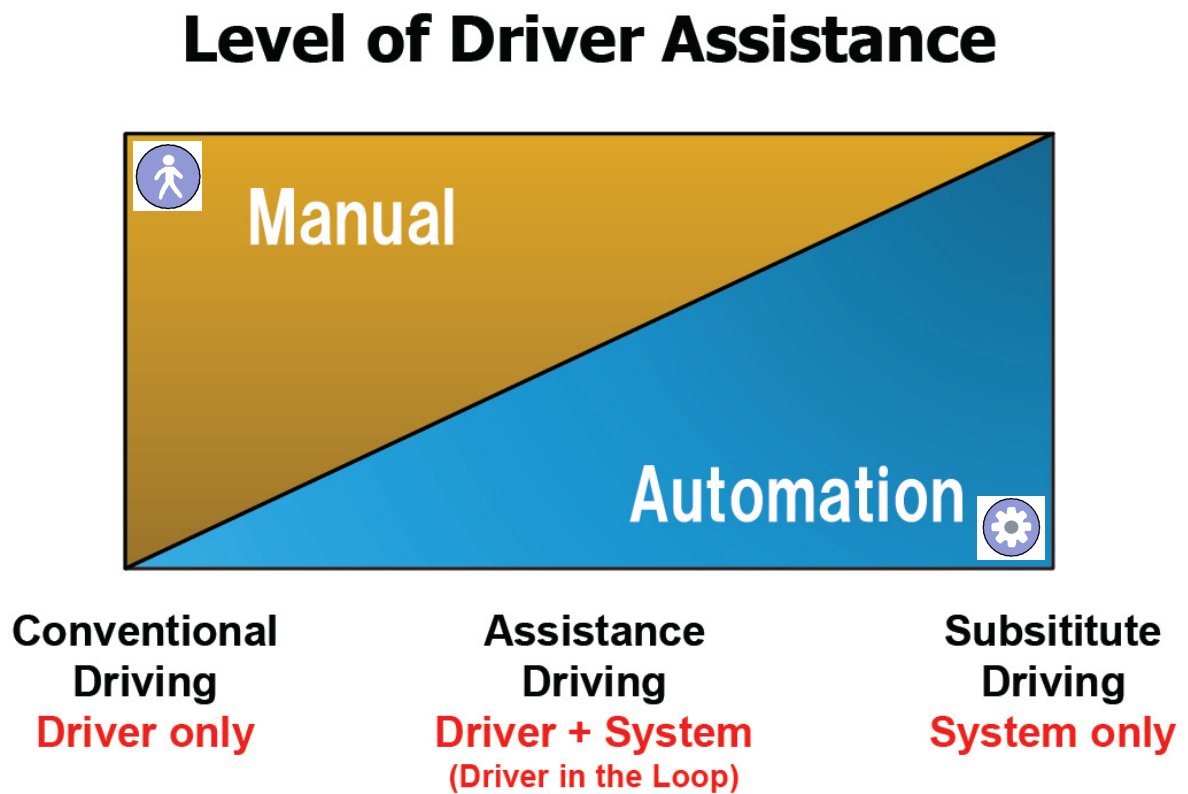 Level of Driver Assistance
Manual
Automation
Conventional
Driving
Driver only
Assistance
Driving
Driver + System
(Driver in the Loop)
Subsititute
Driving
System only